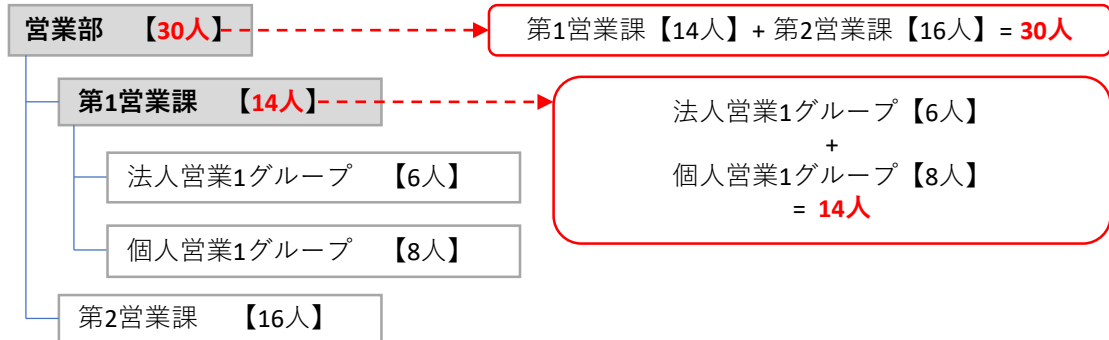 営業部　【30人】
第1営業課【14人】+ 第2営業課【16人】= 30人
第1営業課　【14人】
法人営業1グループ【6人】
+
個人営業1グループ【8人】
= 14人
法人営業1グループ　【6人】
個人営業1グループ　【8人】
第2営業課　【16人】